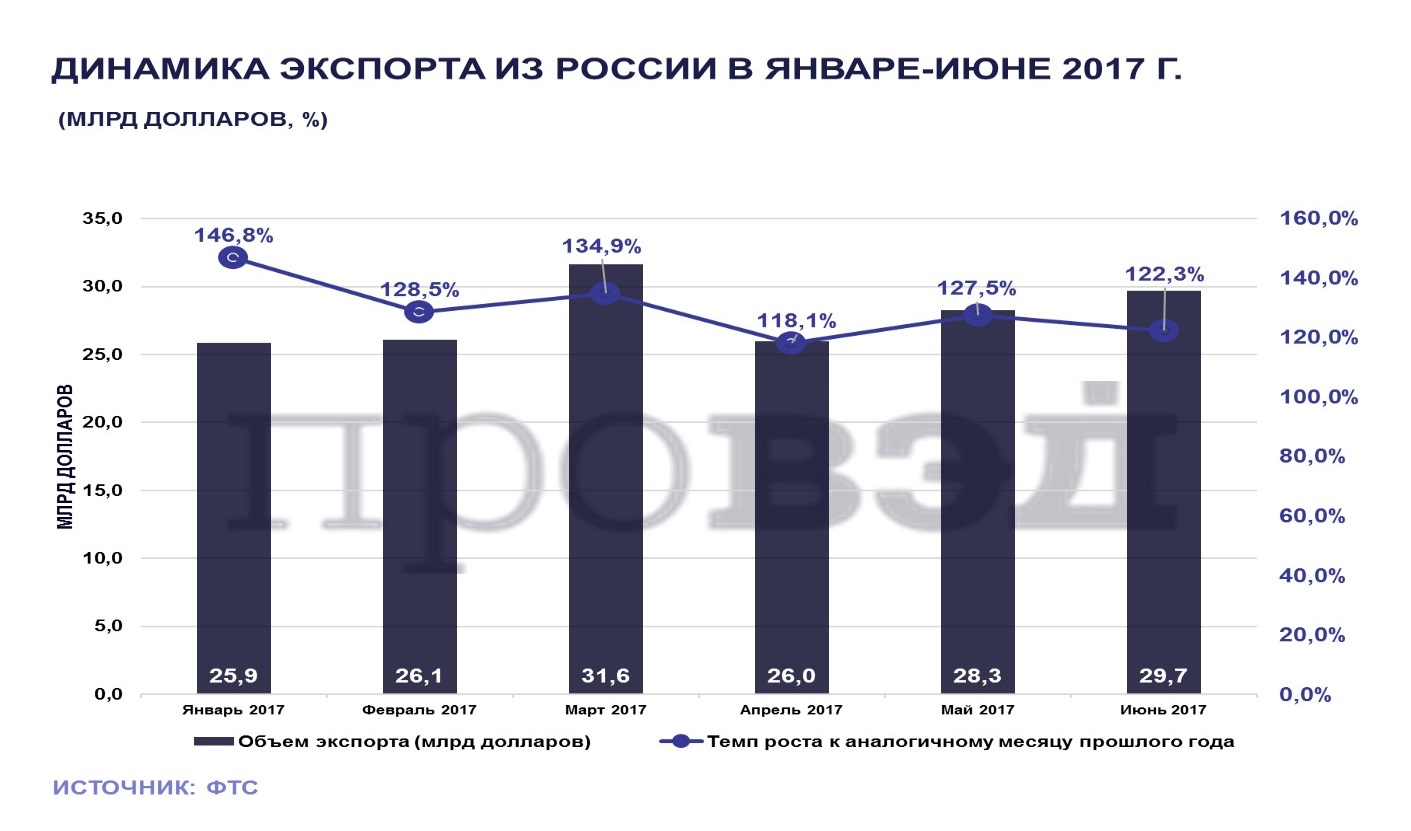 ДИНАМИКА ЭКСПОРТА ИЗ РОССИИ В ЯНВАРЕ-ИЮНЕ 2017 Г.
(МЛРД ДОЛЛАРОВ, %)
35,0
30,0
25,0
20,0
15,0
10,0
5,0
0,0
МЛРД ДОЛЛАРОВ
146,8%
128,5%
134,9%
118,1%
127,5%
122,3%
160,0%
140,0%
120,0%
100,0%
80,0%
60,0%
40,0%
20,0%
0,0%
провэд
25,9 26,1 31,6 26,0 28,3 29,7
Январь 2017 Февраль 2017 Март 2017 Апрель 2017 Май 2017 Июнь 2017
Объем экспорта (млрд долларов) Темп роста к аналогичному месяцу прошлого года
ИСТОЧНИК: ФТС